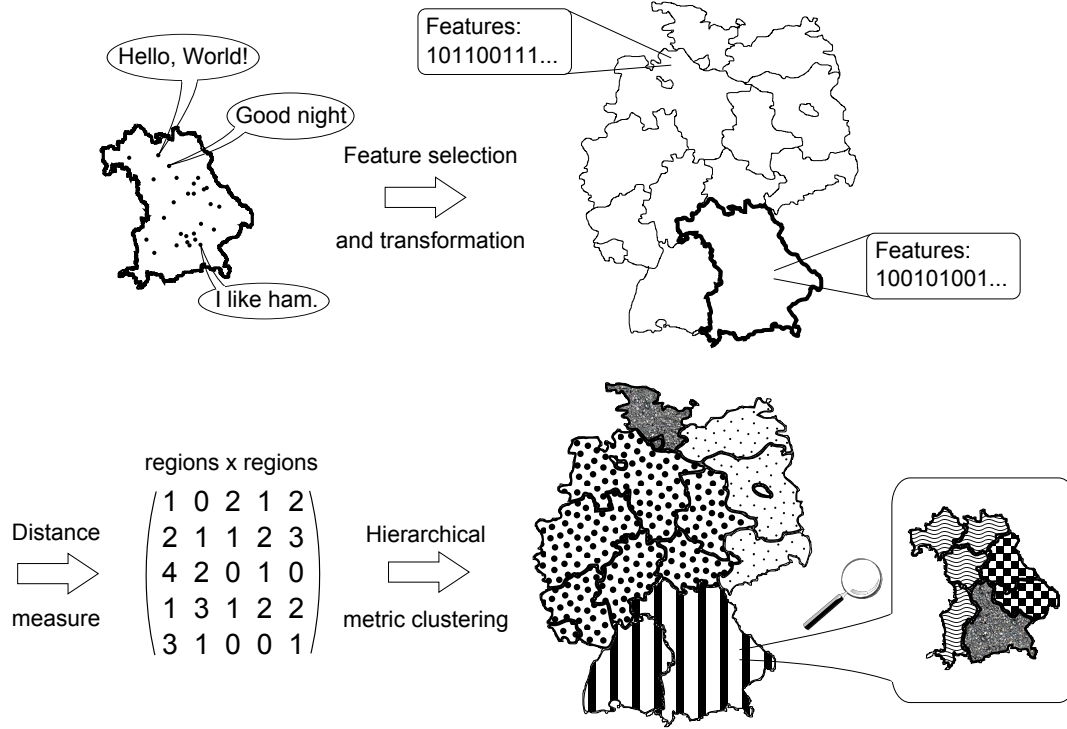 Hello, World!
Good night
I like ham.
Feature selection
and transformation
Features:
101100111...
Features:
100101001...
Distance
measure
regions x regions
1 0 2 1 2
2 1 1 2 3
4 2 0 1 0
1 3 1 2 2
3 1 0 0 1
Hierarchical
metric clustering